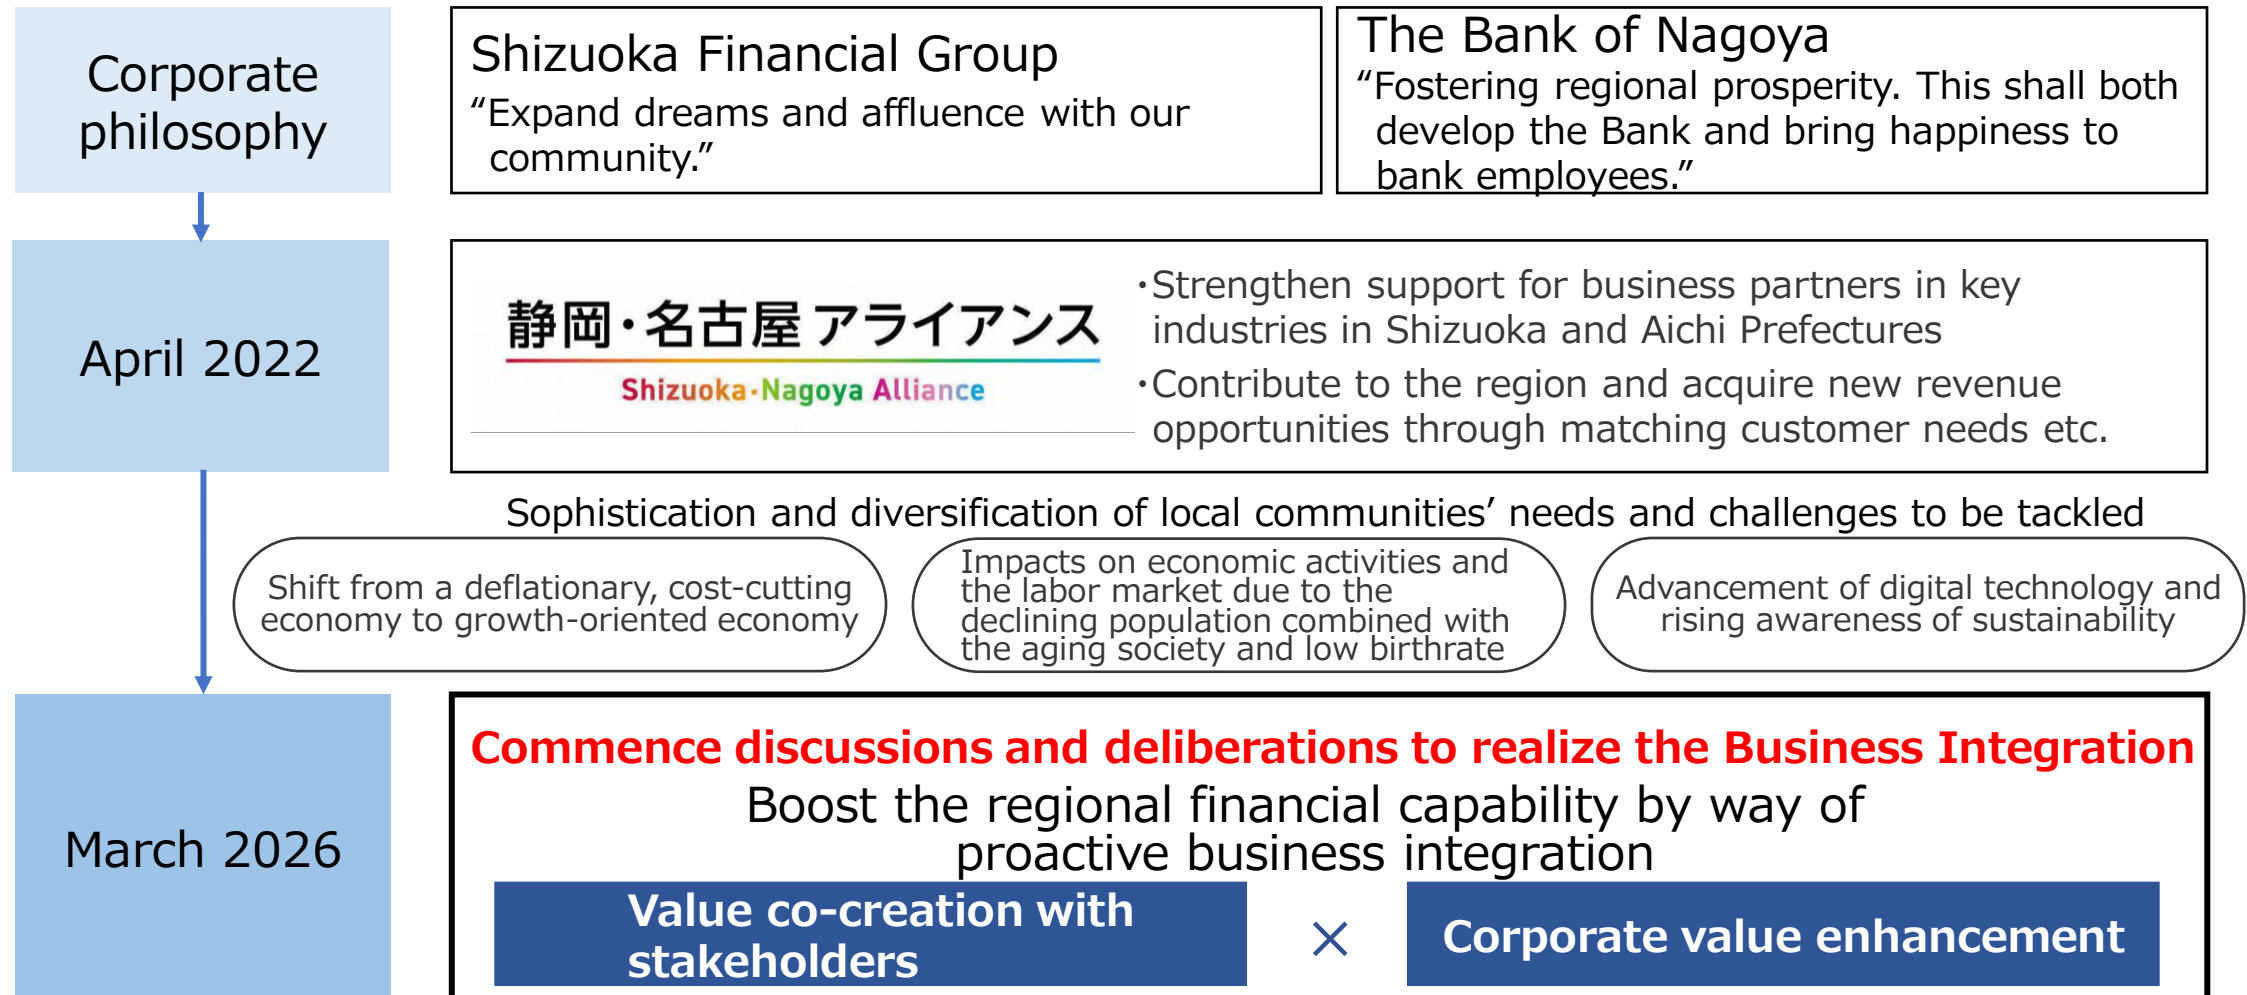 Corporate
philosophy
Shizuoka Financial Group
“Expand dreams and affluence with our
community.”
The Bank of Nagoya
“Fostering regional prosperity. This shall both
develop the Bank and bring happiness to
bank employees.”
April 2022
静岡・名古屋 アライアンス
Shizuoka・Nagoya Alliance
・Strengthen support for business partners in key
industries in Shizuoka and Aichi Prefectures
・Contribute to the region and acquire new revenue
opportunities through matching customer needs etc.
Sophistication and diversification of local communities’ needs and challenges to be tackled
Shift from a deflationary, cost-cutting
economy to growth-oriented economy
Impacts on economic activities and
the labor market due to the
declining population combined with
the aging society and low birthrate
Advancement of digital technology and
rising awareness of sustainability
March 2026
Commence discussions and deliberations to realize the Business Integration
Boost the regional financial capability by way of
proactive business integration
Value co-creation with
stakeholders
×
Corporate value enhancement